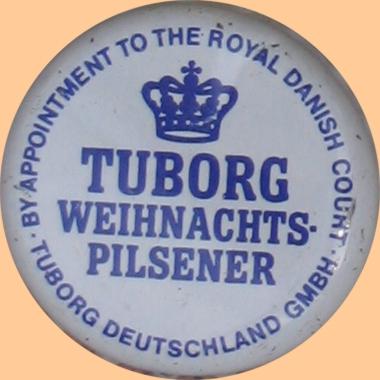 · BY APPOINTMENT TO THE ROYAL DANISH COURT ·
TUBORG
WEIHNACHTS-
PILSENER
TUBORG DEUTSCHLAND GMBH